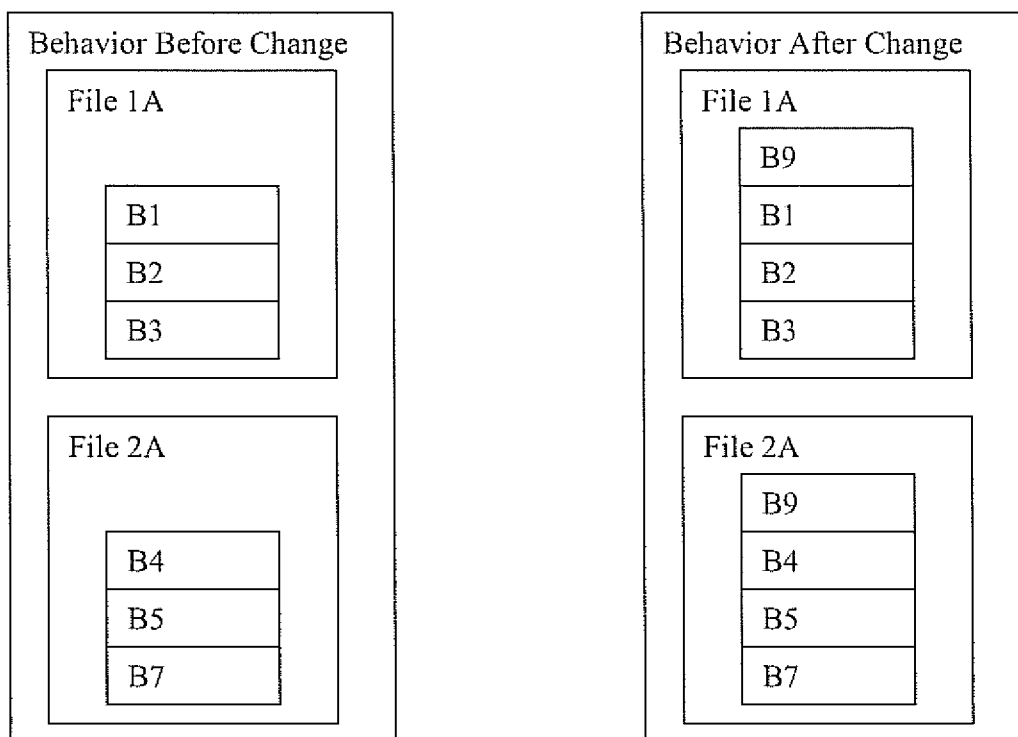 Behavior Before Change
File 1A
B1
B2
B3
File 2A
B4
B5
B7
Behavior After Change
File 1A
B9
B1
B2
B3
File 2A
B9
B4
B5
B7